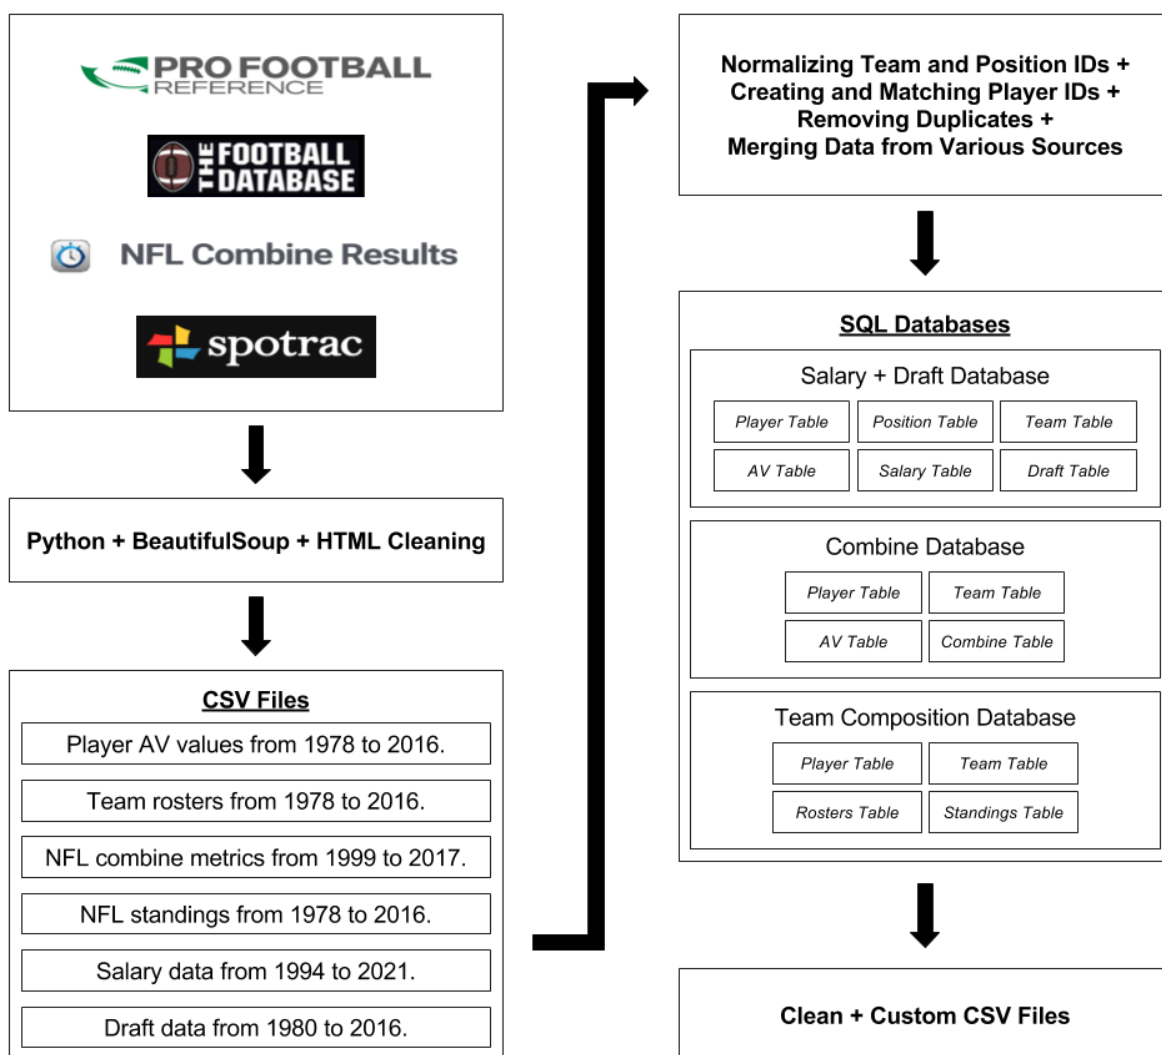 PRO FOOTBALL
REFERENCE
THE FOOTBALL
DATABASE
NFL Combine Results
spotrac
Python + BeautifulSoup + HTML Cleaning
CSV Files
Player AV values from 1978 to 2016.
Team rosters from 1978 to 2016.
NFL combine metrics from 1999 to 2017.
NFL standings from 1978 to 2016.
Salary data from 1994 to 2021.
Draft data from 1980 to 2016.
Normalizing Team and Position IDs +
Creating and Matching Player IDs +
Removing Duplicates +
Merging Data from Various Sources
SQL Databases
Salary + Draft Database
Player Table Position Table Team Table
AV Table Salary Table Draft Table
Combine Database
Player Table Team Table
AV Table Combine Table
Team Composition Database
Player Table Team Table
Rosters Table Standings Table
Clean + Custom CSV Files